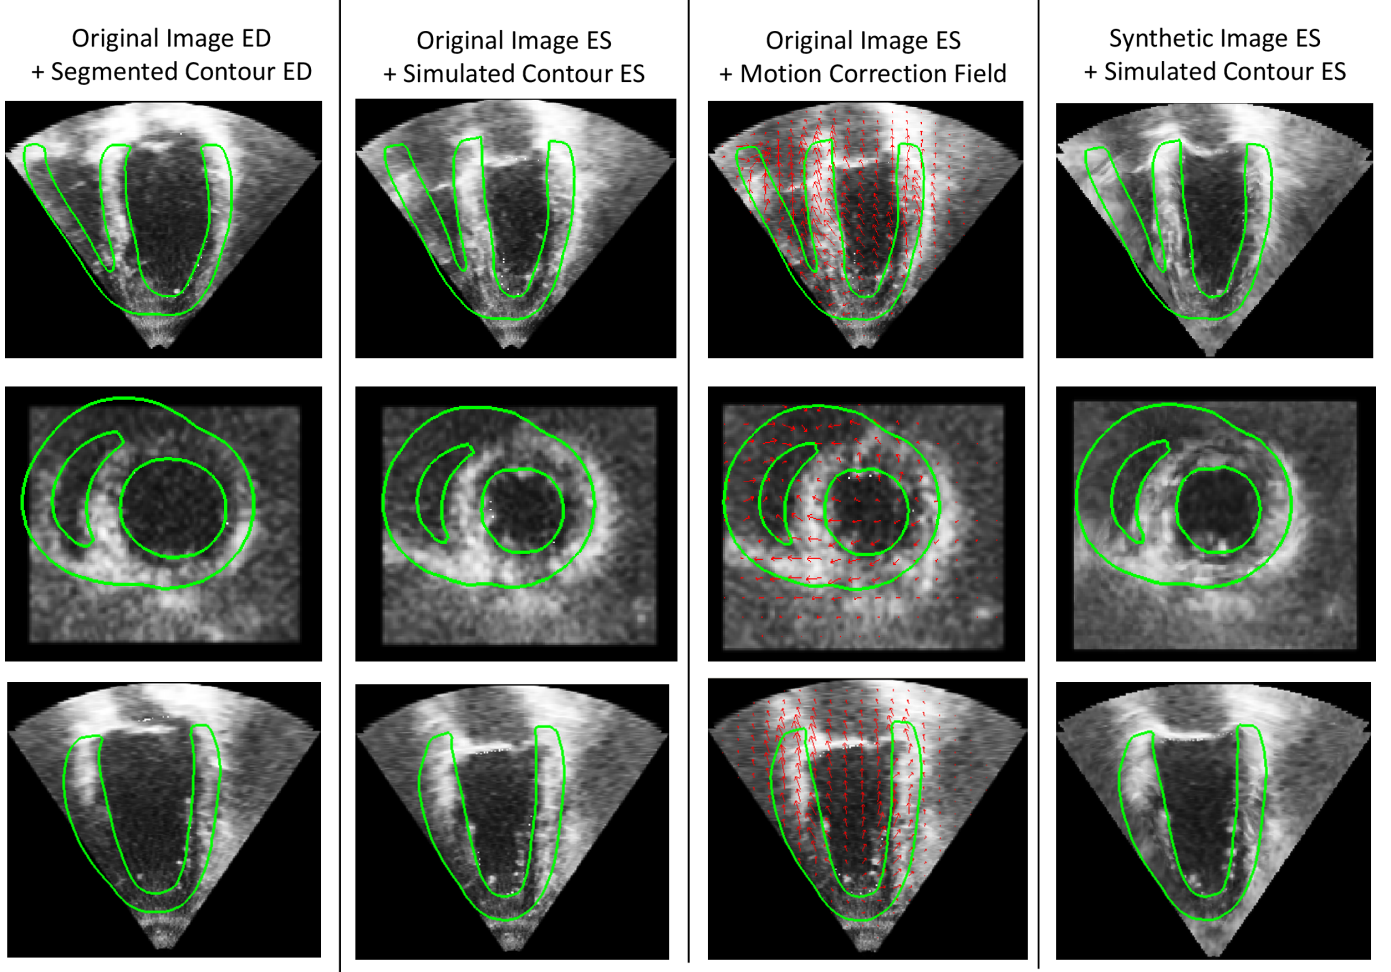 Original Image ED
+ Segmented Contour ED
Original Image ES
+ Simulated Contour ES
Original Image ES
+ Motion Correction Field
Synthetic Image ES
+ Simulated Contour ES